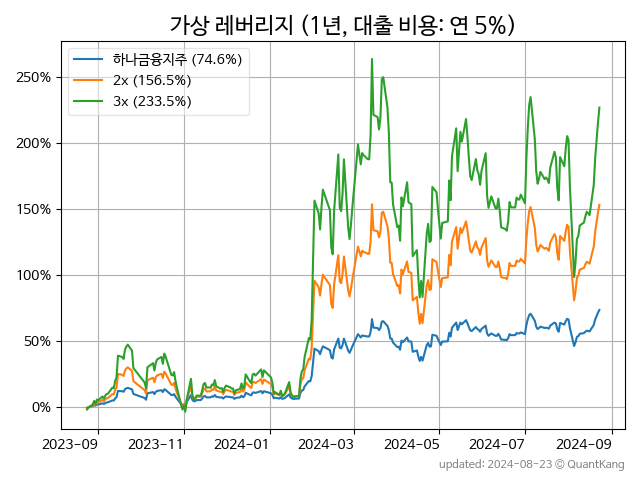 가상 레버리지 (1년, 대출 비용: 연 5%)
하나금융지주 (74.6%)
2x (156.5%)
3x (233.5%)
250%
200%
150%
100%
50%
0%
2023-09 2023-11 2024-01 2024-03 2024-05 2024-07 2024-09
updated: 2024-08-23 © QuantKang